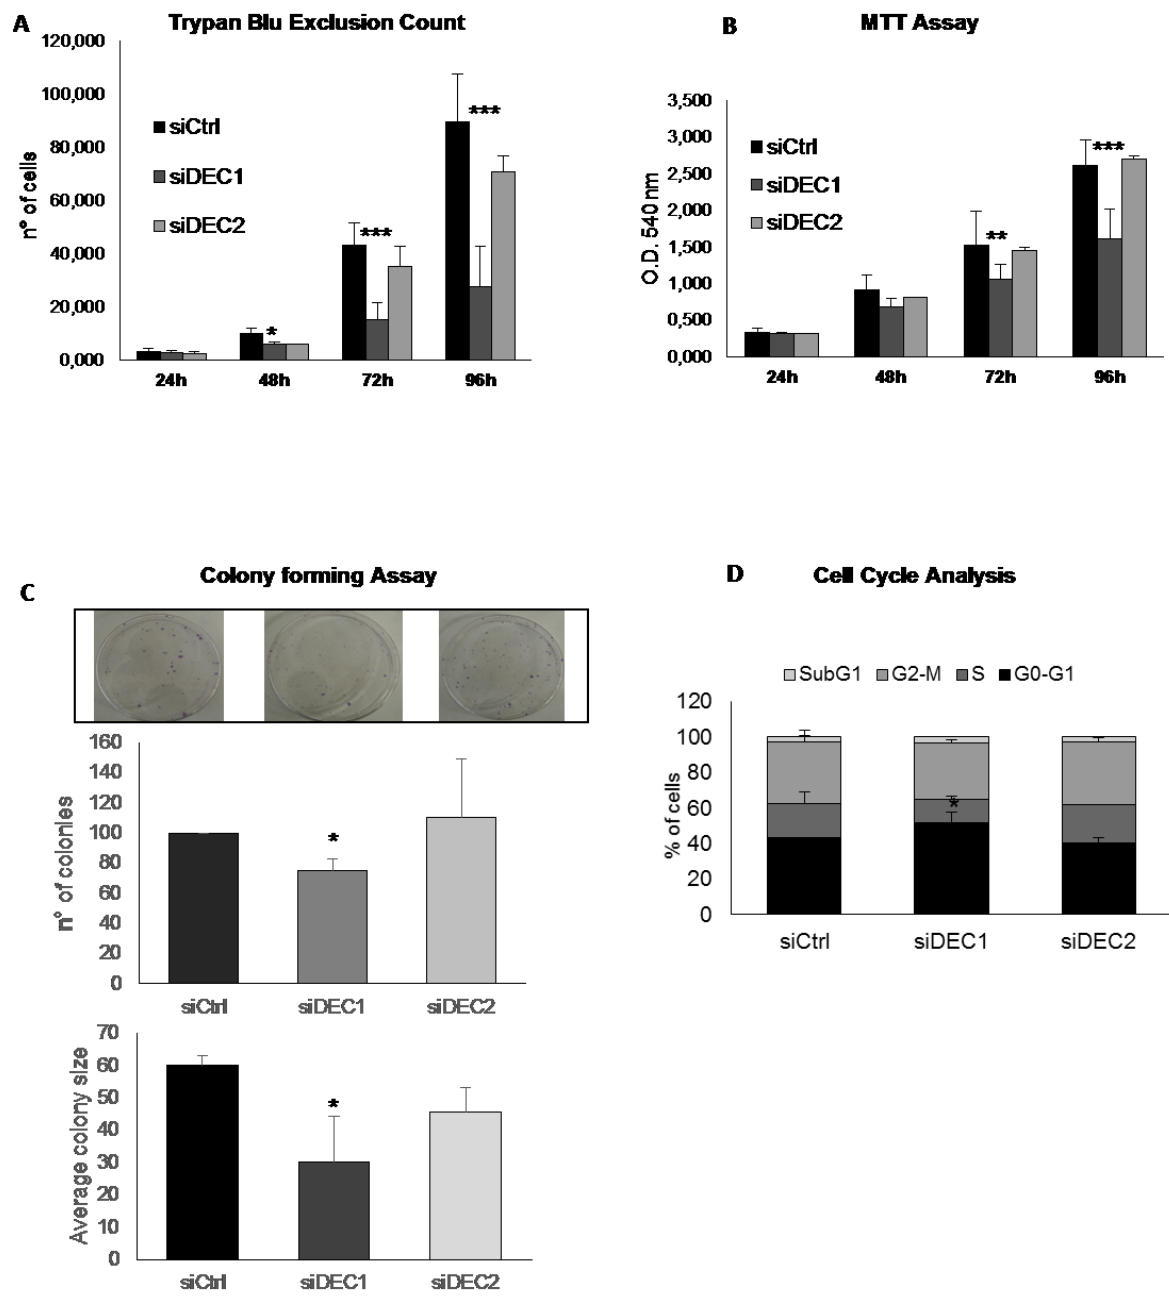 A
Trypan Blu Exclusion Count
n° of cells
120,000
100,000
80,000
60,000
40,000
20,000
0,000
siCtrl
siDEC1
siDEC2
*
***
***
24h
48h
72h
96h
B
MTT Assay
O.D. 540 nm
3,500
3,000
2,500
2,000
1,500
1,000
0,500
0,000
siCtrl
siDEC1
siDEC2
**
***
24h
48h
72h
96h
C
Colony forming Assay
n° of colonies
160
140
120
100
80
60
40
20
0
*
siCtrl
siDEC1
siDEC2
Average colony size
70
60
50
40
30
20
10
0
*
siCtrl
siDEC1
siDEC2
D
Cell Cycle Analysis
SubG1 G2-M S G0-G1
% of cells
120
100
80
60
40
20
0
*
siCtrl
siDEC1
siDEC2